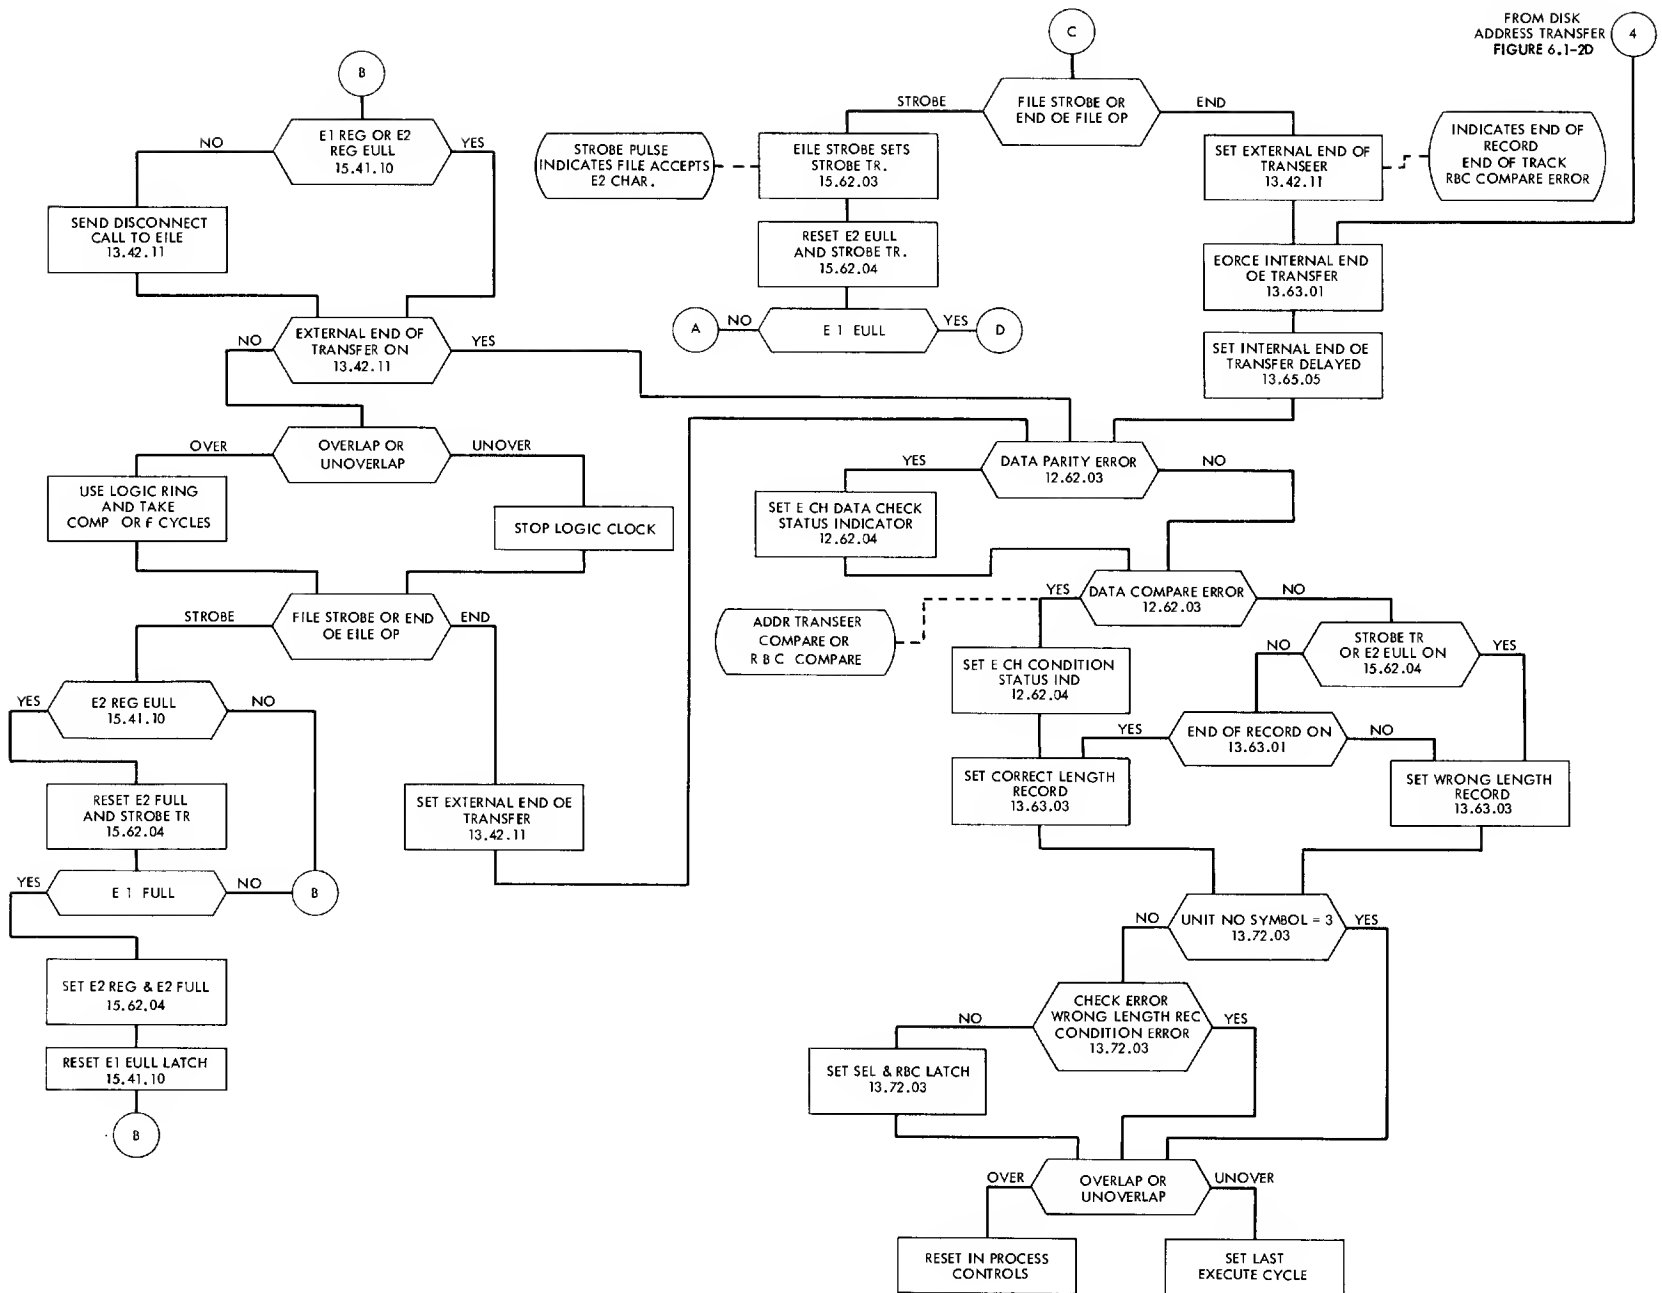 FROM DISK
ADDRESS TRANSFER
FIGURE 6.1-2D
4
C
B
FILE STROBE OR
END OE FILE OP
STROBE
END
E1 REG OR E2
REG EULL
15.41.10
NO
YES
STROBE PULSE
INDICATES FILE ACCEPTS
E2 CHAR.
EILE STROBE SETS
STROBE TR.
15.62.03
SET EXTERNAL END OF
TRANSEER
13.42.11
INDICATES END OF
RECORD
END OF TRACK
RBC COMPARE ERROR
SEND DISCONNECT
CALL TO EILE
13.42.11
RESET E2 EULL
AND STROBE TR.
15.62.04
EORCE INTERNAL END
OE TRANSFER
13.63.01
A
NO
E 1 EULL
YES
D
EXTERNAL END OF
TRANSFER ON
13.42.11
NO
YES
SET INTERNAL END OE
TRANSFER DELAYED
13.65.05
OVERLAP OR
UNOVERLAP
OVER
UNOVER
DATA PARITY ERROR
12.62.03
YES
NO
USE LOGIC RING
AND TAKE
COMP OR F CYCLES
STOP LOGIC CLOCK
SET E CH DATA CHECK
STATUS INDICATOR
12.62.04
YES
DATA COMPARE ERROR
12.62.03
NO
ADDR TRANSEER
COMPARE OR
R B C COMPARE
STROBE
FILE STROBE OR END
OE EILE OP
END
NO
STROBE TR
OR E2 EULL ON
15.62.04
YES
SET E CH CONDITION
STATUS IND
12.62.04
YES
E2 REG EULL
15.41.10
NO
YES
END OF RECORD ON
13.63.01
NO
SET CORRECT LENGTH
RECORD
13.63.03
SET WRONG LENGTH
RECORD
13.63.03
RESET E2 FULL
AND STROBE TR
15.62.04
SET EXTERNAL END OE
TRANSFER
13.42.11
YES
E 1 FULL
NO
B
NO
UNIT NO SYMBOL = 3
13.72.03
YES
SET E2 REG & E2 FULL
15.62.04
NO
CHECK ERROR
WRONG LENGTH REC
CONDITION ERROR
13.72.03
YES
RESET E1 EULL LATCH
15.41.10
SET SEL & RBC LATCH
13.72.03
B
OVER
OVERLAP OR
UNOVERLAP
UNOVER
RESET IN PROCESS
CONTROLS
SET LAST
EXECUTE CYCLE